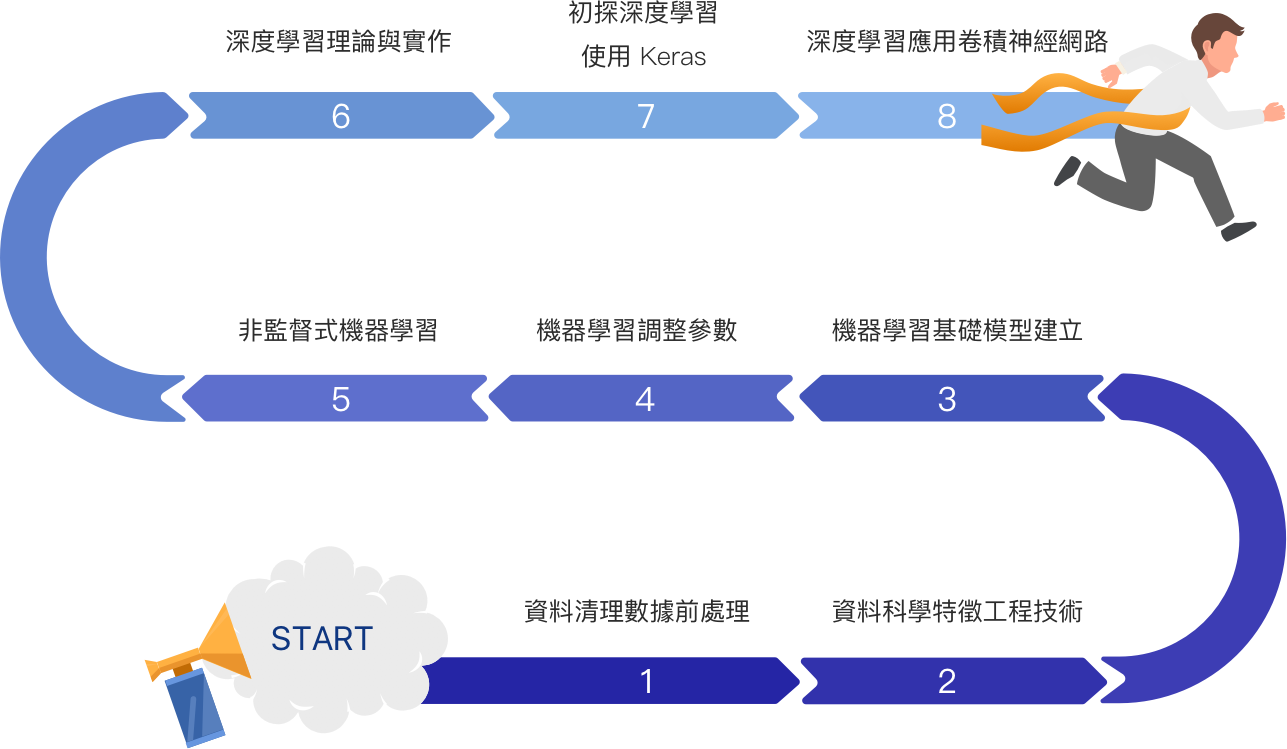 深度學習理論與實作
初探深度學習
使用 Keras
深度學習應用卷積神經網路
6
7
8
非監督式機器學習
機器學習調整參數
機器學習基礎模型建立
5
4
3
資料清理數據前處理
資料科學特徵工程技術
START
1
2